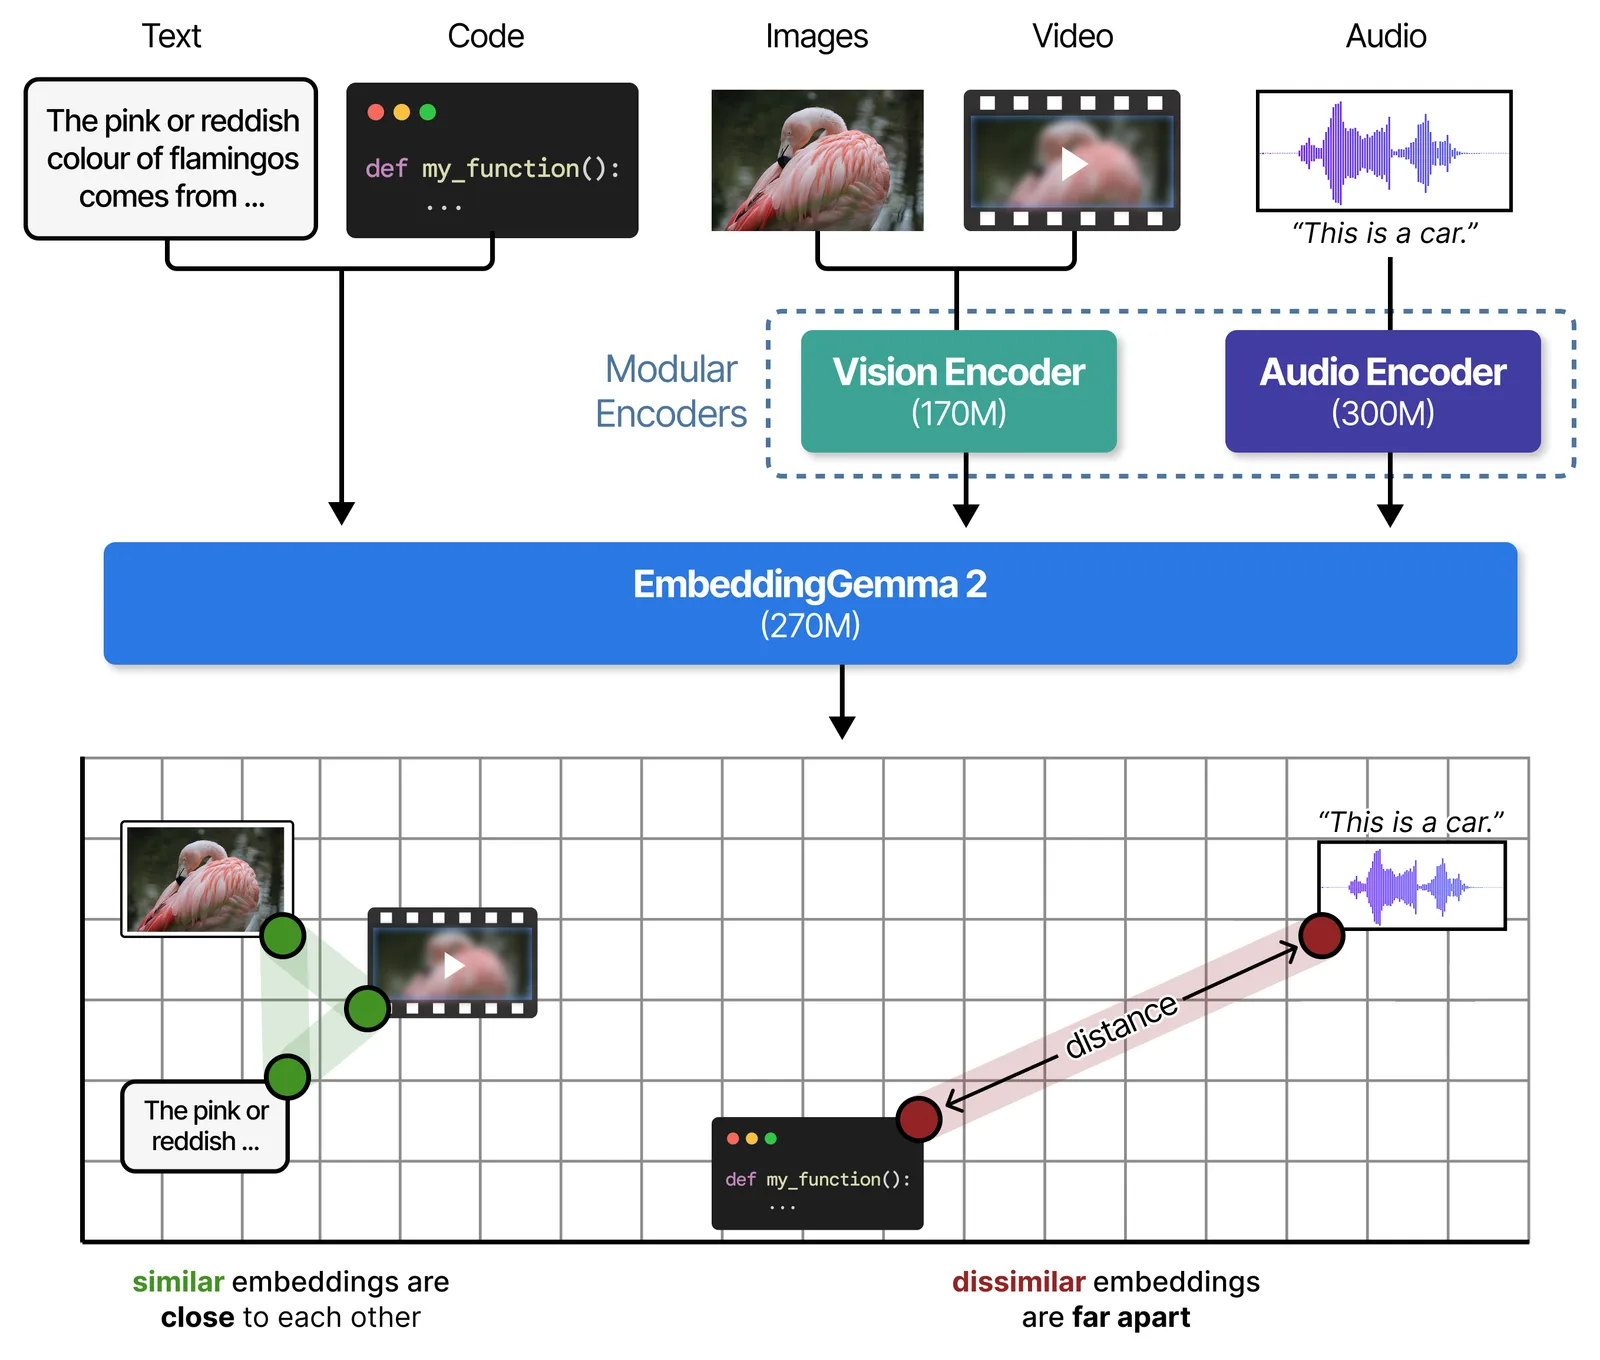 Text
Code
Images
Video
Audio
The pink or reddish
colour of flamingos
comes from ...
def my_function():
...
“This is a car.”
Modular
Encoders
Vision Encoder
(170M)
Audio Encoder
(300M)
EmbeddingGemma 2
(270M)
“This is a car.”
distance
The pink or
reddish ...
def my_function():
...
similar embeddings are
close to each other
dissimilar embeddings
are far apart